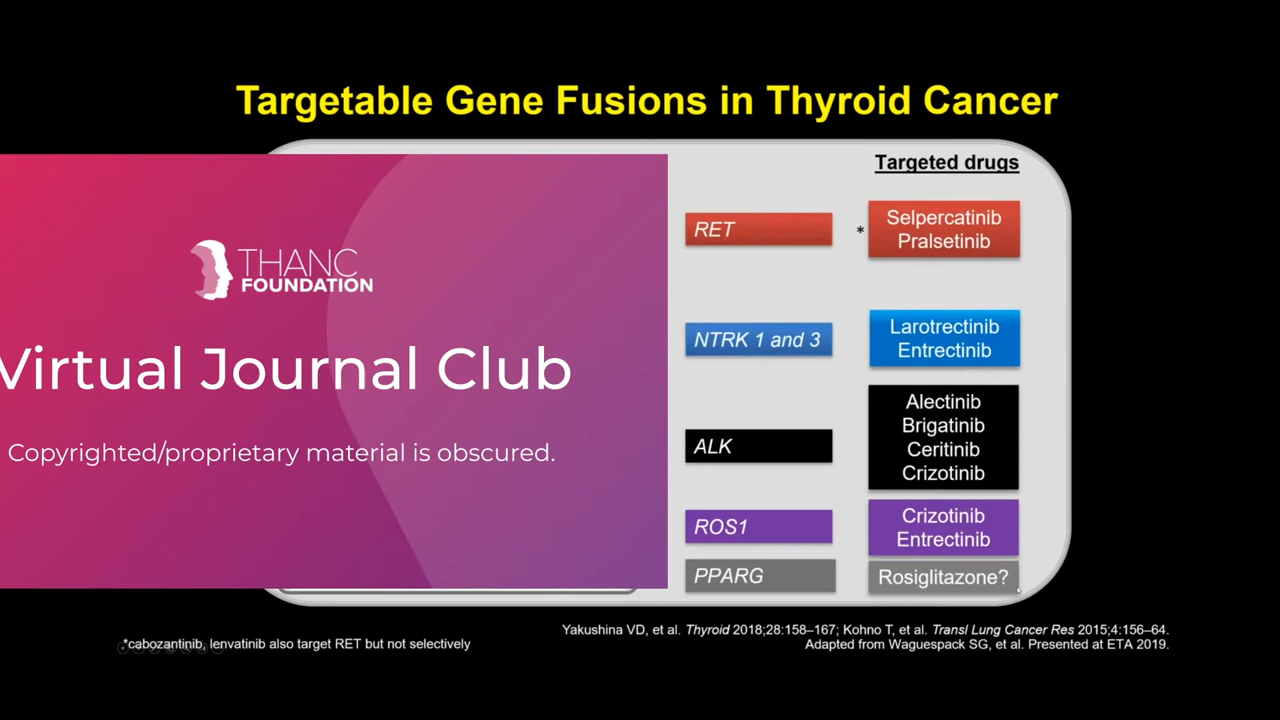 Targetable Gene Fusions in Thyroid Cancer
THANC
FOUNDATION
Virtual Journal Club
Copyrighted/proprietary material is obscured.
Targeted drugs
RET
*
Selpercatinib
Pralsetinib
NTRK 1 and 3
Larotrectinib
Entrectinib
ALK
Alectinib
Brigatinib
Ceritinib
Crizotinib
ROS1
Crizotinib
Entrectinib
PPARG
Rosiglitazone?
*cabozantinib, lenvatinib also target RET but not selectively
Yakushina VD, et al. Thyroid 2018;28:158–167; Kohno T, et al. Transl Lung Cancer Res 2015;4:156–64.
Adapted from Waguespack SG, et al. Presented at ETA 2019.